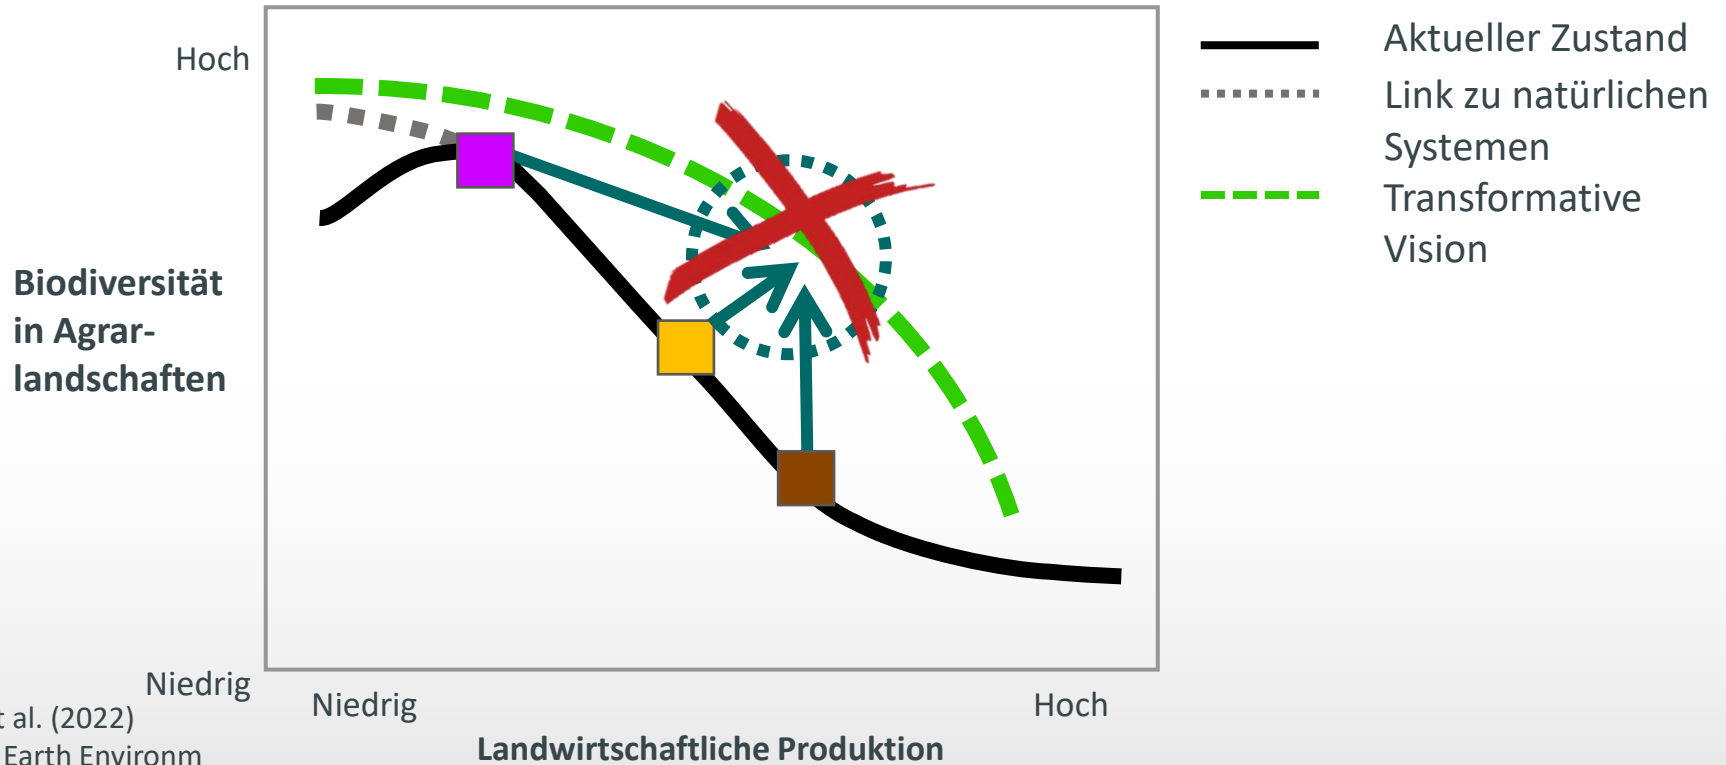 Hoch
Biodiversität
in Agrar-
landschaften
Niedrig
Niedrig
Hoch
Landwirtschaftliche Produktion
t al. (2022)
Earth Environm
Aktueller Zustand
Link zu natürlichen
Systemen
Transformative
Vision